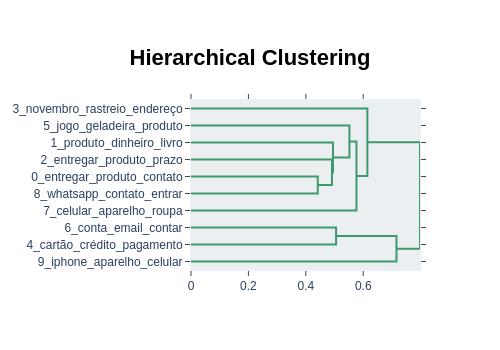 Hierarchical Clustering
3_novembro_rastreio_endereço
5_jogo_geladeira_produto
1_produto_dinheiro_livro
2_entregar_produto_prazo
0_entregar_produto_contato
8_whatsapp_contato_entrar
7_celular_aparelho_roupa
6_conta_email_contar
4_cartão_crédito_pagamento
9_iphone_aparelho_celular
0 0.2 0.4 0.6